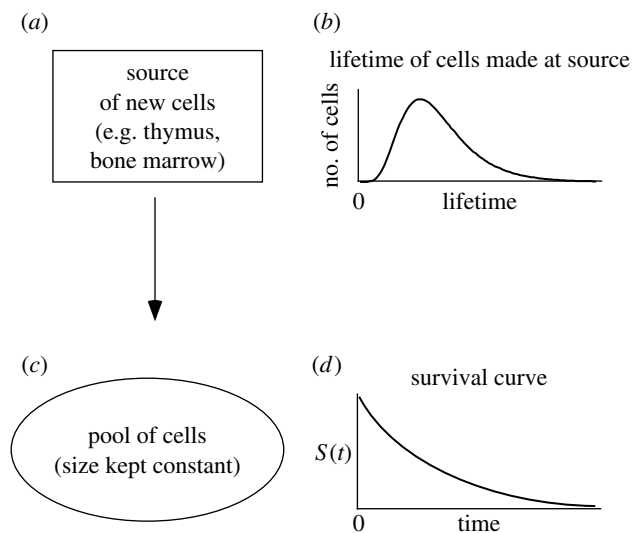 (a)
source
of new cells
(e.g. thymus,
bone marrow)
(b)
lifetime of cells made at source
no. of cells
0
lifetime
(c)
pool of cells
(size kept constant)
(d)
survival curve
S(t)
0
time